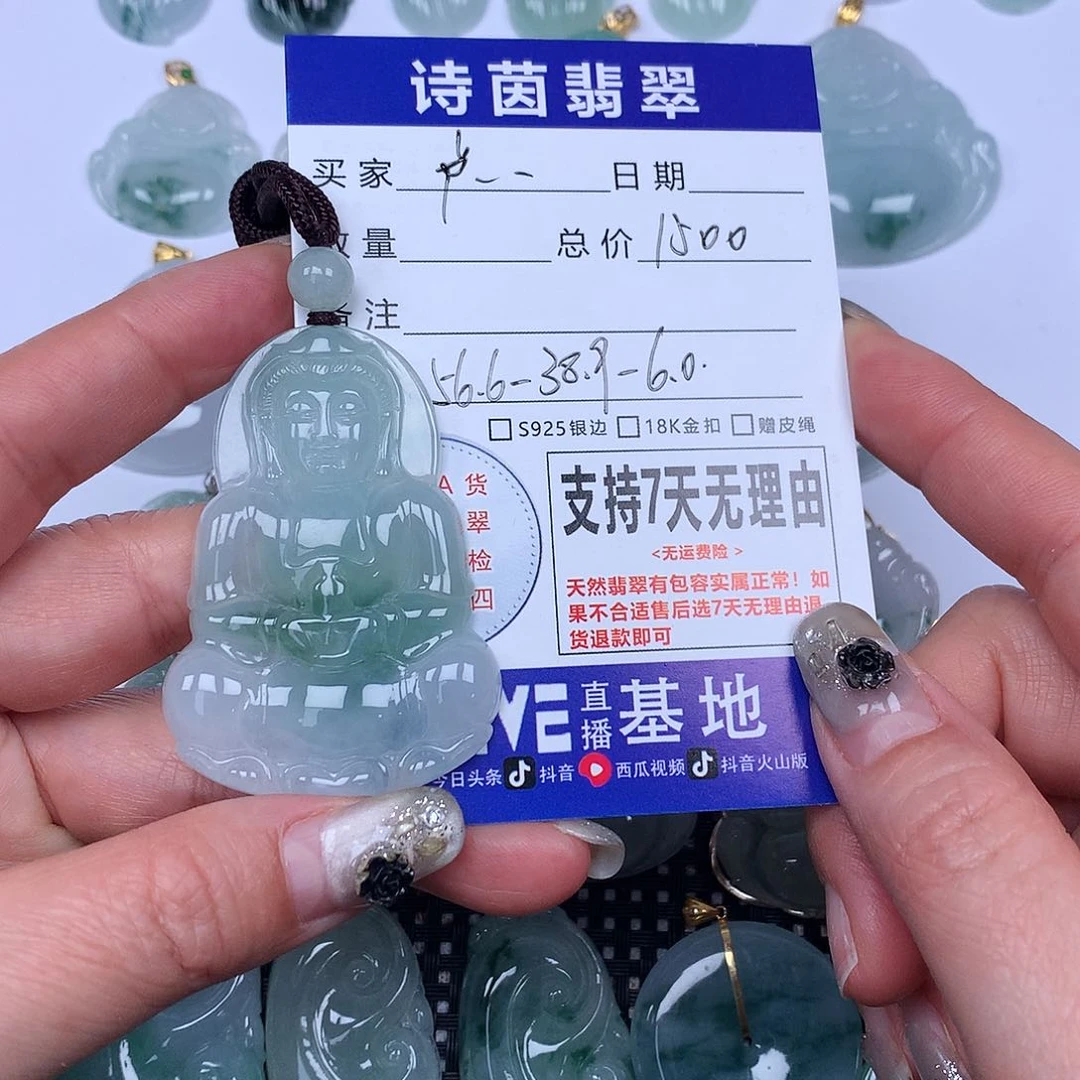 诗茵翡翠
买家 日期
数量 总价 1500
备注
56.6-38.9-6.0.
S925银边 18K金扣 赠皮绳
A货
翠
检
四
支持7天无理由
<无运费险 >
天然翡翠有包容实属正常！如
果不合适售后选7天无理由退
货退款即可
VE直播基地
今日头条 抖音 西瓜视频 抖音火山版